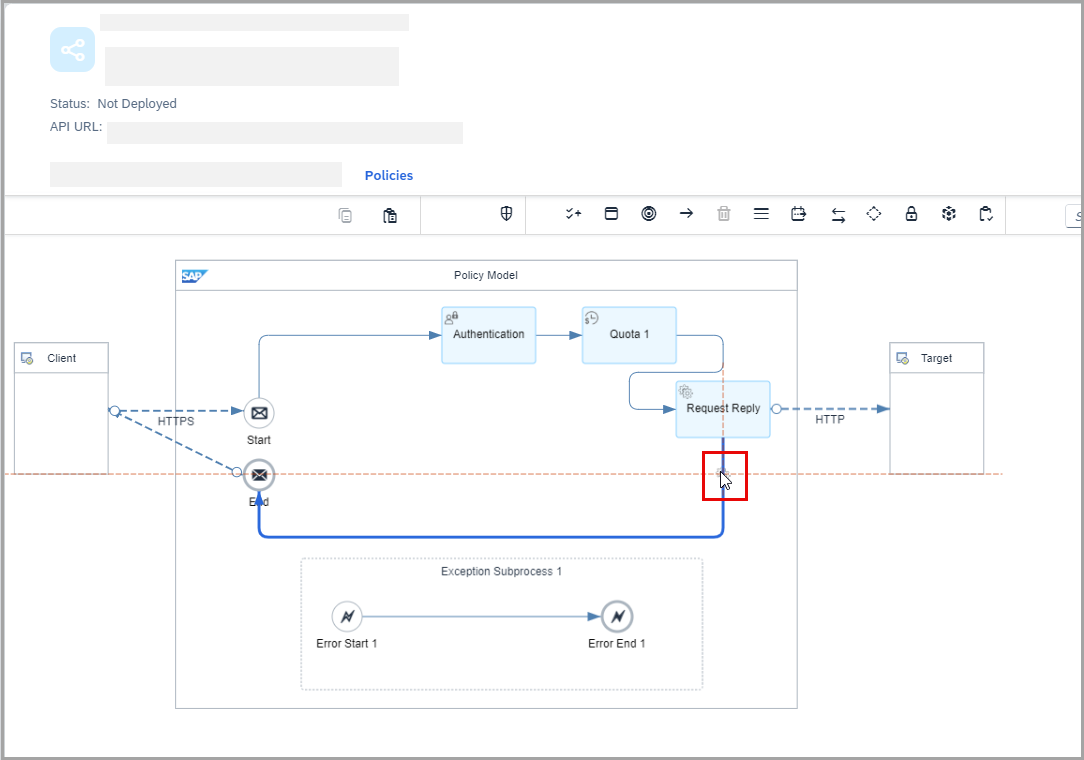 Status: Not Deployed
API URL:
Policies
SAP
Policy Model
Authentication
Quota 1
Client
Target
Request Reply
HTTPS
HTTP
Start
End
Exception Subprocess 1
Error Start 1
Error End 1